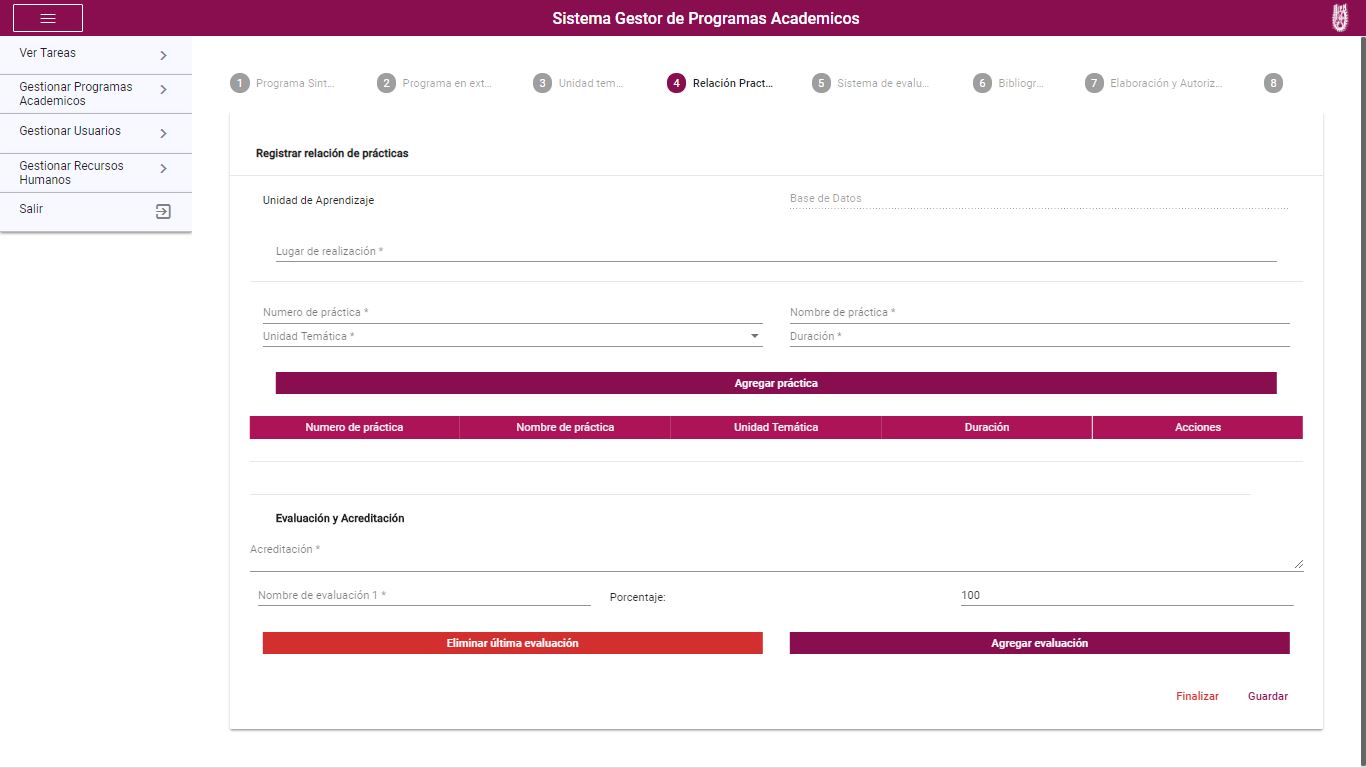 Sistema Gestor de Programas Academicos
Ver Tareas
Gestionar Programas
Academicos
Gestionar Usuarios
Gestionar Recursos
Humanos
Salir
1 Programa Sint...
2 Programa en ext...
3 Unidad tem...
4 Relación Pract...
5 Sistema de evalu...
6 Bibliogr...
7 Elaboración y Autoriz...
8
Registrar relación de prácticas
Unidad de Aprendizaje
Base de Datos
Lugar de realización *
Numero de práctica *
Nombre de práctica *
Unidad Temática *
Duración *
Agregar práctica
Numero de práctica
Nombre de práctica
Unidad Temática
Duración
Acciones
Evaluación y Acreditación
Acreditación *
Nombre de evaluación 1 *
Porcentaje:
100
Eliminar última evaluación
Agregar evaluación
Finalizar
Guardar